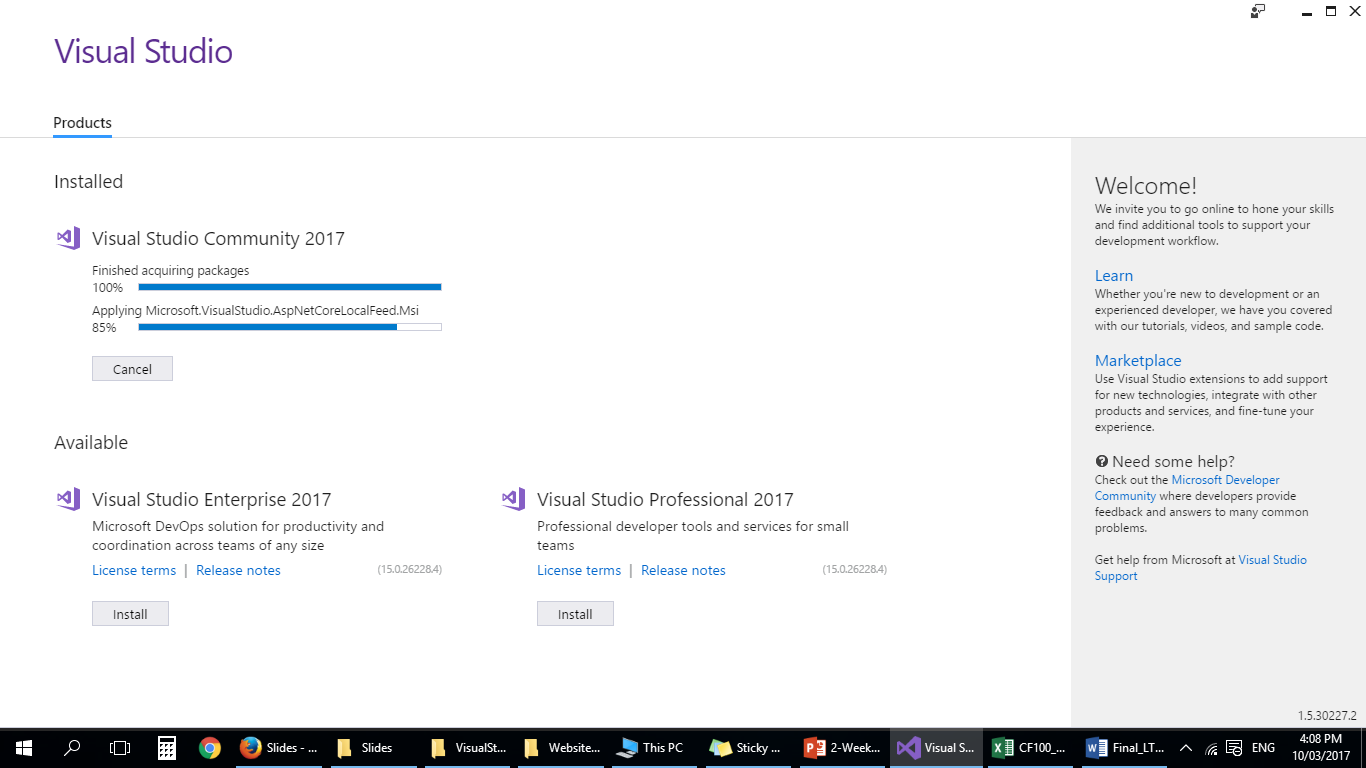 Visual Studio
Products
Installed
Visual Studio Community 2017
Finished acquiring packages
100%
Applying Microsoft.VisualStudio.AspNetCoreLocalFeed.Msi
85%
Cancel
Available
Visual Studio Enterprise 2017
Microsoft DevOps solution for productivity and
coordination across teams of any size
License terms | Release notes (15.0.26228.4)
Install
Visual Studio Professional 2017
Professional developer tools and services for small
teams
License terms | Release notes (15.0.26228.4)
Install
Welcome!
We invite you to go online to hone your skills
and find additional tools to support your
development workflow.
Learn
Whether you're new to development or an
experienced developer, we have you covered
with our tutorials, videos, and sample code.
Marketplace
Use Visual Studio extensions to add support
for new technologies, integrate with other
products and services, and fine-tune your
experience.
Need some help?
Check out the Microsoft Developer
Community where developers provide
feedback and answers to many common
problems.
Get help from Microsoft at Visual Studio
Support
1.5.30227.2
Slides - ... Slides VisualSt... Website... This PC Sticky ... 2-Week... Visual S... CF100_... Final_LT... ENG
4:08 PM
10/03/2017